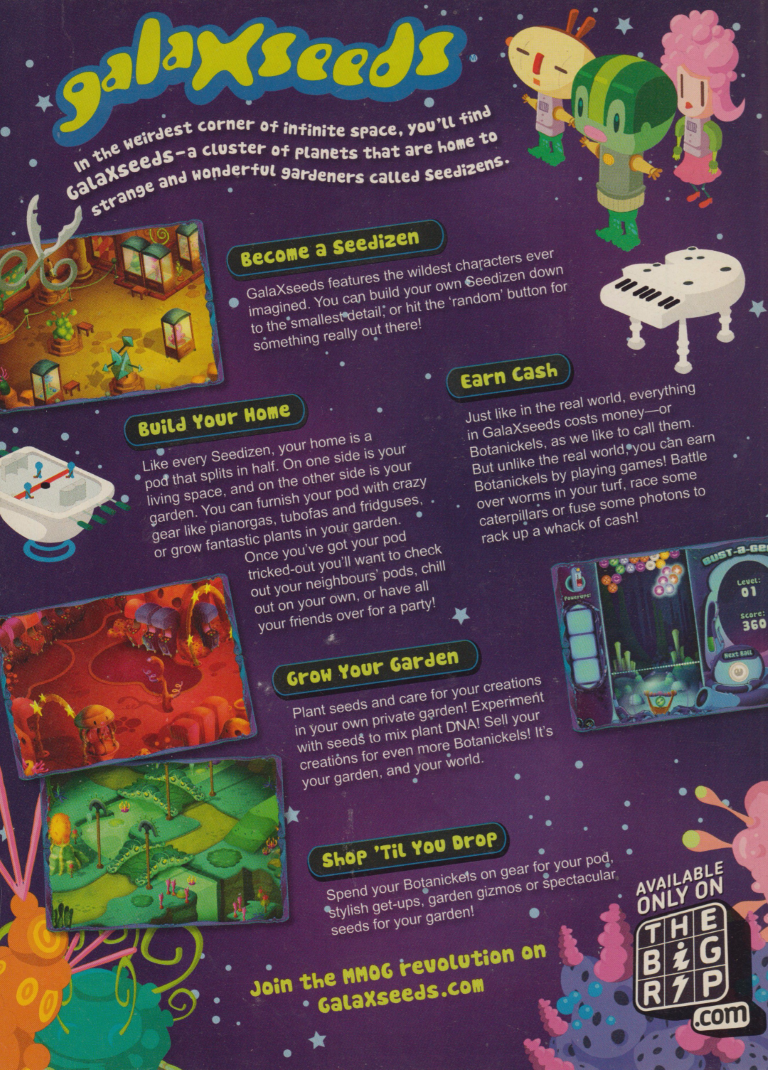 galaXseeds
In the weirdest corner of infinite space, you'll find
GalaXseeds—a cluster of planets that are home to
strange and wonderful gardeners called Seedizens.
Become a Seedizen
GalaXseeds features the wildest characters ever
imagined. You can build your own Seedizen down
to the smallest detail, or hit the 'random' button for
something really out there!
Earn Cash
Just like in the real world, everything
in GalaXseeds costs money—or
Botanickels, as we like to call them.
But unlike the real world, you can earn
Botanickels by playing games! Battle
over worms in your turf, race some
caterpillars or fuse some photons to
rack up a whack of cash!
Build Your Home
Like every Seedizen, your home is a
pod that splits in half. On one side is your
living space, and on the other side is your
garden. You can furnish your pod with crazy
gear like pianorgas, tubofas and fridguses,
or grow fantastic plants in your garden.
Once you've got your pod
tricked-out you'll want to check
out your neighbours' pods, chill
out on your own, or have all
your friends over for a party!
BUST-A-GE
Level:
01
Score:
360
Next Ball
Grow Your Garden
Plant seeds and care for your creations
in your own private garden! Experiment
with seeds to mix plant DNA! Sell your
creations for even more Botanickels! It's
your garden, and your world.
Shop 'Til You Drop
Spend your Botanickels on gear for your pod,
stylish get-ups, garden gizmos or spectacular
seeds for your garden!
Join the MMOG revolution on
GalaXseeds.com
AVAILABLE
ONLY ON
THE
BIG
RIP
.com